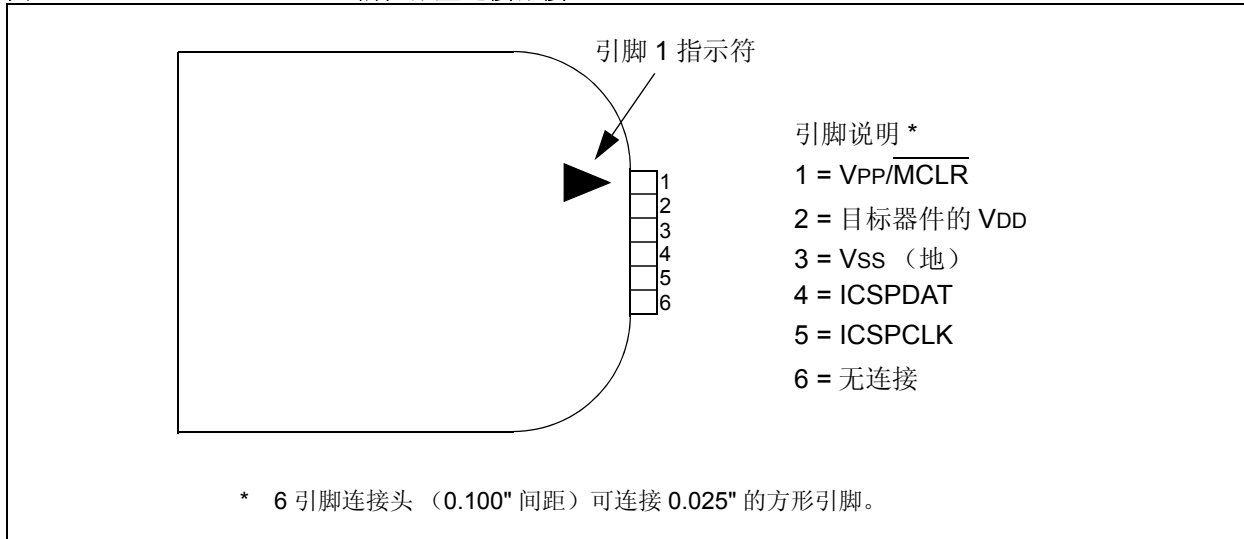 引脚 1 指示符
1
2
3
4
5
6
引脚说明 *
1 = VPP/MCLR
2 = 目标器件的 VDD
3 = VSS （地）
4 = ICSPDAT
5 = ICSPCLK
6 = 无连接
* 6 引脚连接头 （0.100" 间距）可连接 0.025" 的方形引脚。